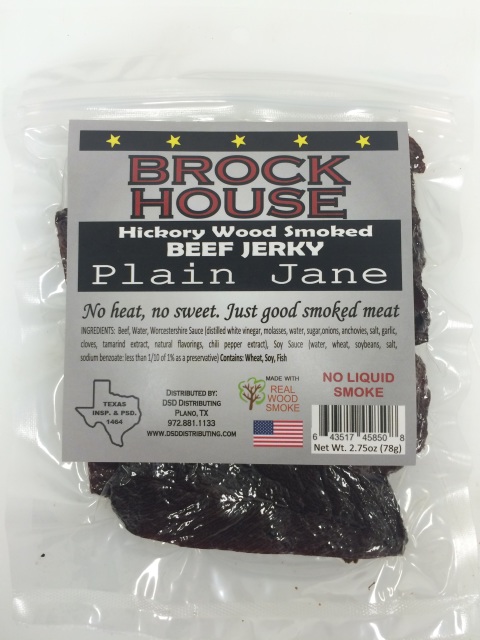 BROCK
HOUSE
Hickory Wood Smoked
BEEF JERKY
Plain Jane
No heat, no sweet. Just good smoked meat
INGREDIENTS: Beef, Water, Worcestershire Sauce (distilled white vinegar, molasses, water, sugar,onions, anchovies, salt, garlic,
cloves, tamarind extract, natural flavorings, chili pepper extract), Soy Sauce (water, wheat, soybeans, salt,
sodium benzoate: less than 1/10 of 1% as a preservative) Contains: Wheat, Soy, Fish
TEXAS
INSP. & PSD.
1464
DISTRIBUTED BY:
DSD DISTRIBUTING
PLANO, TX
972.881.1133
WWW.DSDDISTRIBUTING.COM
MADE WITH
REAL
WOOD
SMOKE
NO LIQUID
SMOKE
6 43517 45850 8
Net Wt. 2.75oz (78g)